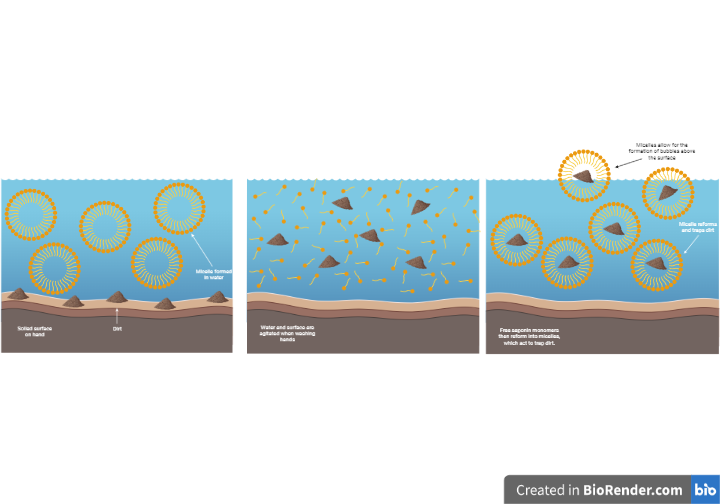 Micelles allow for the
formation of bubbles above
the surface
Micelle reforms
and traps dirt
Micelle formed
in water
Soiled surface
on hand
Dirt
Water and surface are
agitated when washing
hands
Free saponin monomers
then reform into micelles,
which act to trap dirt.
Created in BioRender.com bio